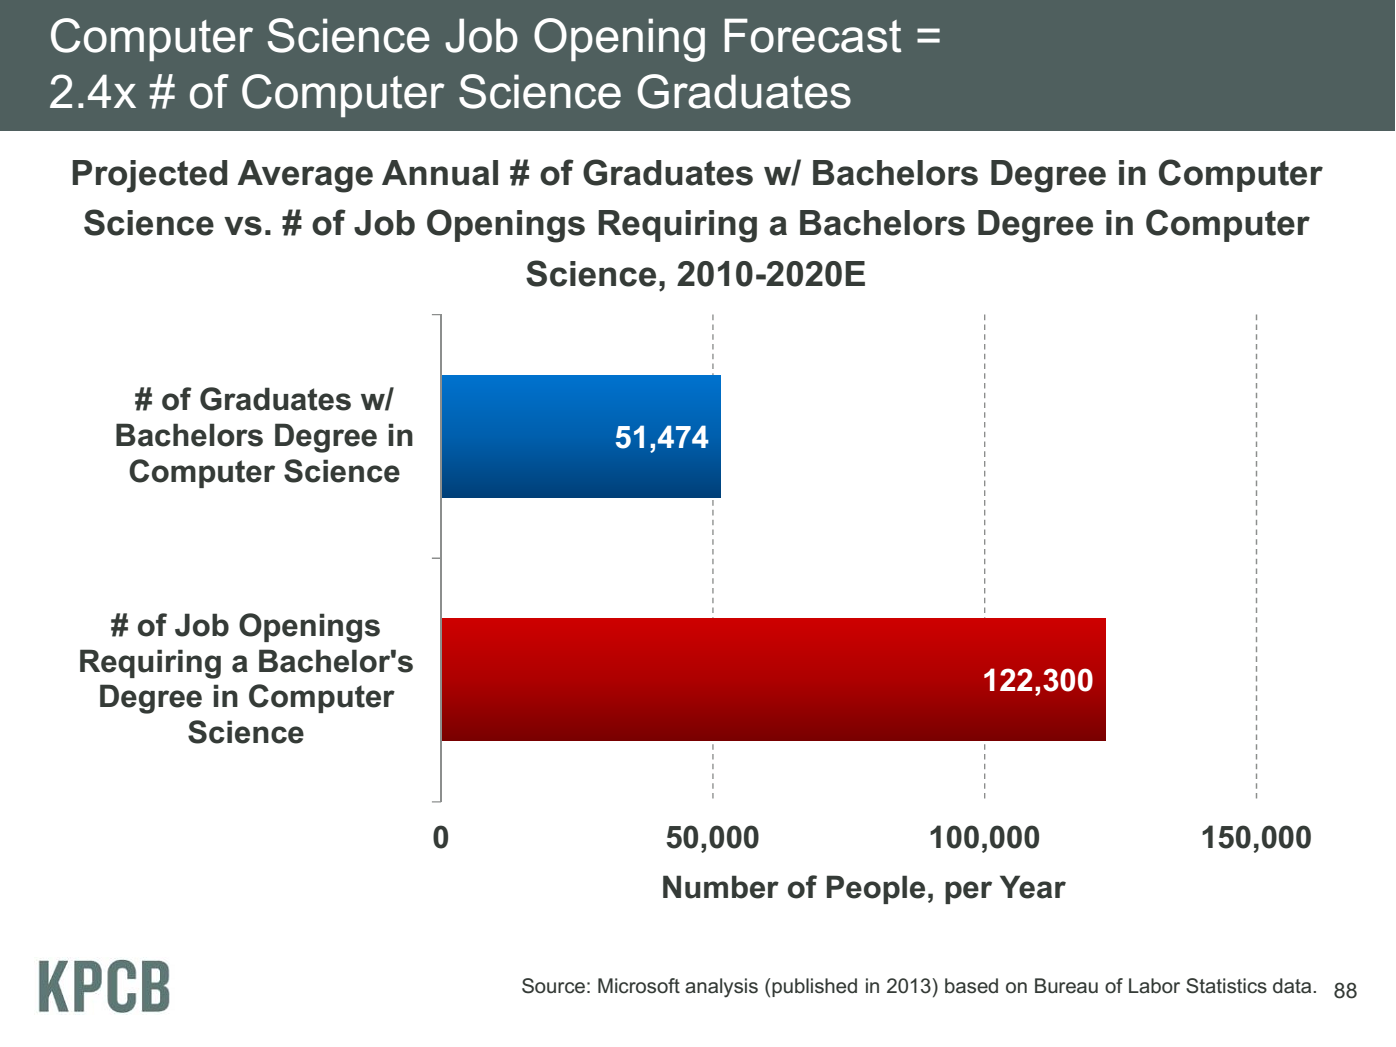 Computer Science Job Opening Forecast =
2.4x # of Computer Science Graduates
Projected Average Annual # of Graduates w/ Bachelors Degree in Computer
Science vs. # of Job Openings Requiring a Bachelors Degree in Computer
Science, 2010-2020E
# of Graduates w/
Bachelors Degree in
Computer Science
51,474
# of Job Openings
Requiring a Bachelor's
Degree in Computer
Science
122,300
0 50,000 100,000 150,000
Number of People, per Year
KPCB
Source: Microsoft analysis (published in 2013) based on Bureau of Labor Statistics data. 88